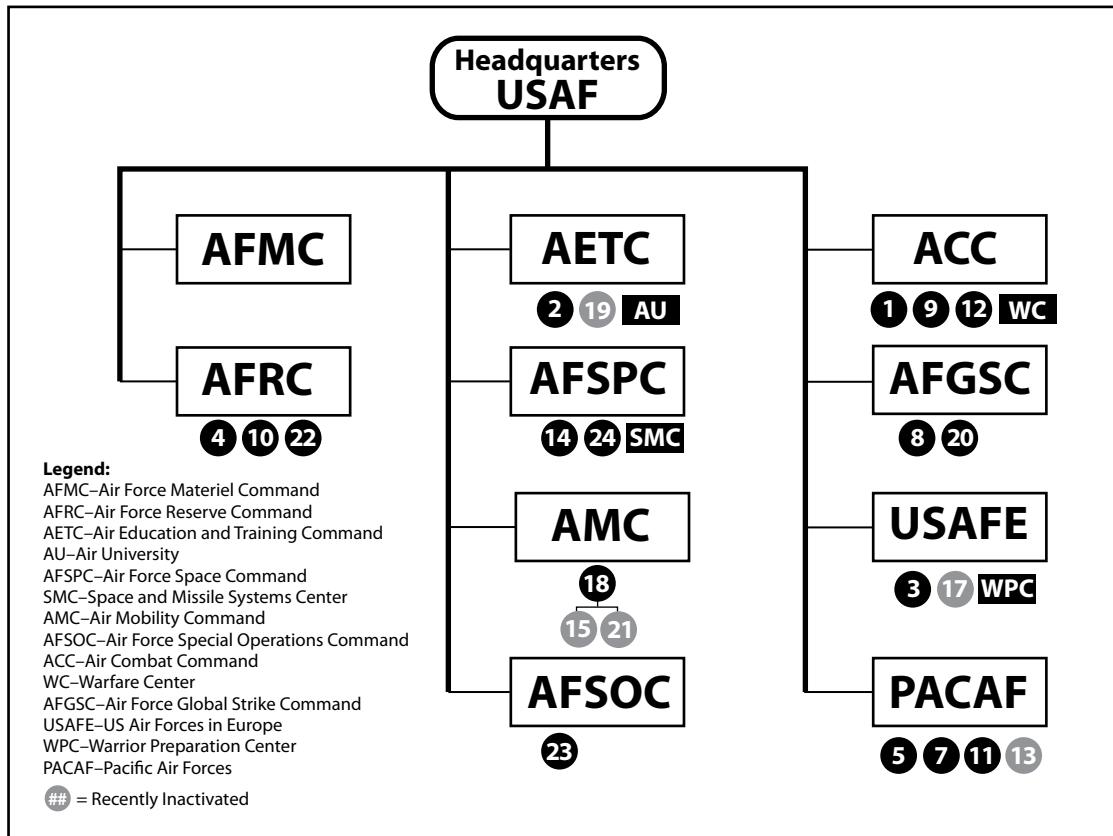 Headquarters
USAF
AFMC
AETC
ACC
2 19 AU
1 9 12 WC
AFRC
AFSPC
AFGSC
4 10 22
14 24 SMC
8 20
AMC
USAFE
18
15 21
3 17 WPC
AFSOC
PACAF
23
5 7 11 13
Legend:
AFMC–Air Force Materiel Command
AFRC–Air Force Reserve Command
AETC–Air Education and Training Command
AU–Air University
AFSPC–Air Force Space Command
SMC–Space and Missile Systems Center
AMC–Air Mobility Command
AFSOC–Air Force Special Operations Command
ACC–Air Combat Command
WC–Warfare Center
AFGSC–Air Force Global Strike Command
USAFE–US Air Forces in Europe
WPC–Warrior Preparation Center
PACAF–Pacific Air Forces
## = Recently Inactivated